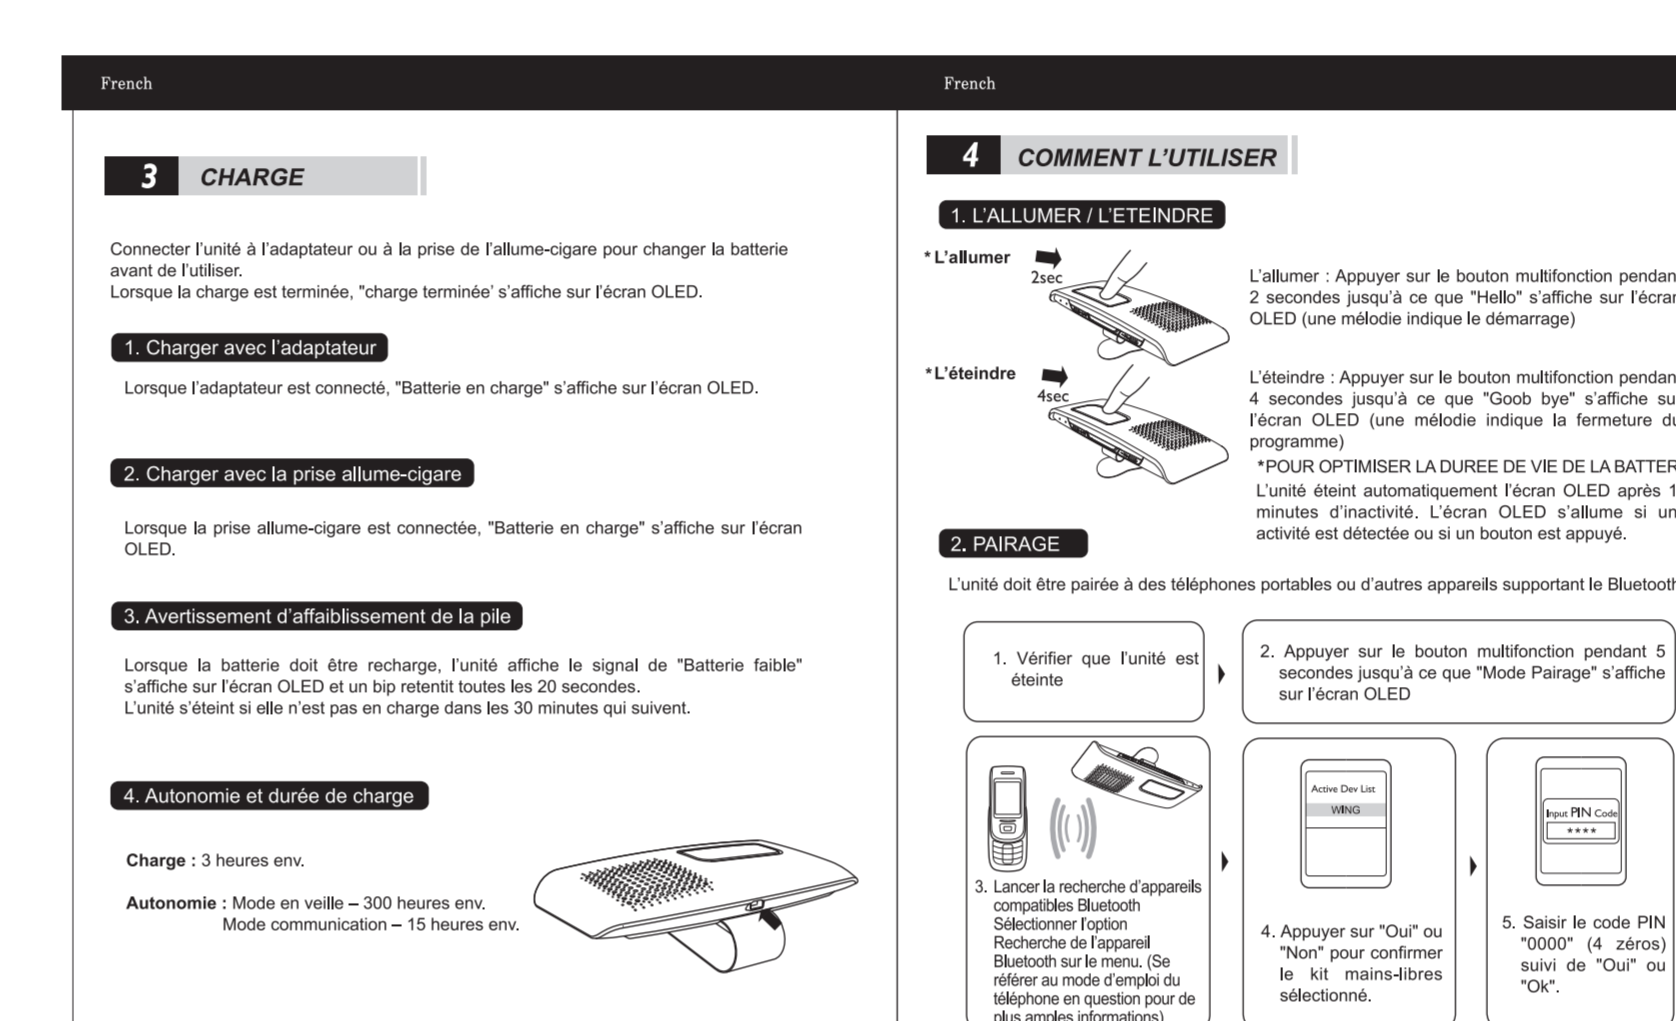 French
3 CHARGE
Connecter l'unité à l'adaptateur ou à la prise de l'allume-cigare pour changer la batterie
avant de l'utiliser.
Lorsque la charge est terminée, "charge terminée' s'affiche sur l'écran OLED.
1. Charger avec l'adaptateur
Lorsque l'adaptateur est connecté, "Batterie en charge" s'affiche sur l'écran OLED.
2. Charger avec la prise allume-cigare
Lorsque la prise allume-cigare est connectée, "Batterie en charge" s'affiche sur l'écran
OLED.
3. Avertissement d'affaiblissement de la pile
Lorsque la batterie doit être recharge, l'unité affiche le signal de "Batterie faible"
s'affiche sur l'écran OLED et un bip retentit toutes les 20 secondes.
L'unité s'éteint si elle n'est pas en charge dans les 30 minutes qui suivent.
4. Autonomie et durée de charge
Charge : 3 heures env.
Autonomie : Mode en veille – 300 heures env.
Mode communication – 15 heures env.
French
4 COMMENT L'UTILISER
1. L'ALLUMER / L'ETEINDRE
* L'allumer
2sec
L'allumer : Appuyer sur le bouton multifonction pendan
2 secondes jusqu'à ce que "Hello" s'affiche sur l'écran
OLED (une mélodie indique le démarrage)
*L'éteindre
4sec
L'éteindre : Appuyer sur le bouton multifonction pendan
4 secondes jusqu'à ce que "Goob bye" s'affiche su
l'écran OLED (une mélodie indique la fermeture du
programme)
*POUR OPTIMISER LA DUREE DE VIE DE LA BATTER
L'unité éteint automatiquement l'écran OLED après 1
minutes d'inactivité. L'écran OLED s'allume si un
activité est détectée ou si un bouton est appuyé.
2. PAIRAGE
L'unité doit être pairée à des téléphones portables ou d'autres appareils supportant le Bluetooth
1. Vérifier que l'unité est
éteinte
2. Appuyer sur le bouton multifonction pendant 5
secondes jusqu'à ce que "Mode Pairage" s'affiche
sur l'écran OLED
3. Lancer la recherche d'appareils
compatibles Bluetooth
Sélectionner l'option
Recherche de l'appareil
Bluetooth sur le menu. (Se
référer au mode d'emploi du
téléphone en question pour de
plus amples informations)
Active Dev List
WING
4. Appuyer sur "Oui" ou
"Non" pour confirmer
le kit mains-libres
sélectionné.
Input PIN Code
****
5. Saisir le code PIN
"0000" (4 zéros)
suivi de "Oui" ou
"Ok".